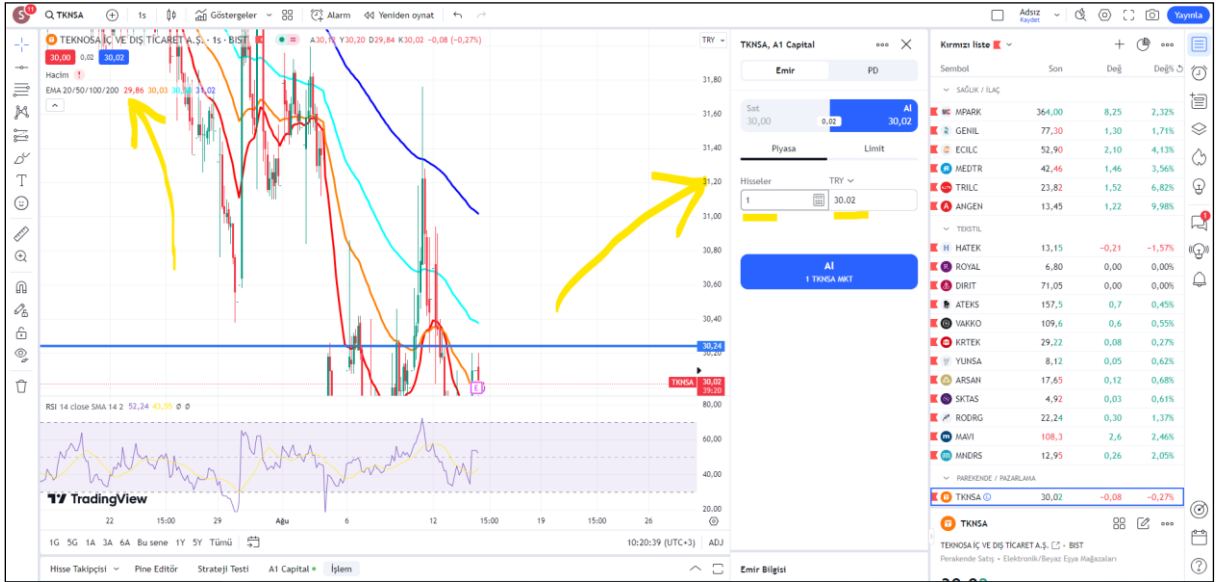 S 11 TKNSA 1s Göstergeler Alarm Yeniden oynat Adsız Kaydet Yayınla
TEKNOSA İÇ VE DIŞ TİCARET A.Ş. · 1s · BIST Y30,20 D29,84 K30,02 −0,08 (−0,27%) TRY
30,00 0,02 30,02
Hacim !
EMA 20/50/100/200 29,86 30,03 31,02
31,80
31,60
31,40
31,20
31,00
30,80
30,60
30,40
30,24
30,20
TKNSA 30,02
39:20
RSI 14 close SMA 14 2 52,24 43,55 ∅ ∅
80,00
60,00
40,00
20,00
TradingView
22 15:00 29 Ağu 6 12 15:00 19 15:00 26
1G 5G 1A 3A 6A Bu sene 1Y 5Y Tümü 10:20:39 (UTC+3) ADJ
Hisse Takipçisi Pine Editör Strateji Testi A1 Capital İşlem
TKNSA, A1 Capital
Emir PD
Sat Al
30,00 0,02 30,02
Piyasa Limit
Hisseler TRY
1 30.02
Al
1 TKNSA MKT
Emir Bilgisi
Kırmızı liste
Sembol Son Değ Değ%
SAĞLIK / İLAÇ
MPARK 364,00 8,25 2,32%
GENIL 77,30 1,30 1,71%
ECILC 52,90 2,10 4,13%
MEDTR 42,46 1,46 3,56%
TRILC 23,82 1,52 6,82%
ANGEN 13,45 1,22 9,98%
TEKSTIL
HATEK 13,15 −0,21 −1,57%
ROYAL 6,80 0,00 0,00%
DIRIT 71,05 0,00 0,00%
ATEKS 157,5 0,7 0,45%
VAKKO 109,6 0,6 0,55%
KRTEK 29,22 0,08 0,27%
YUNSA 8,12 0,05 0,62%
ARSAN 17,65 0,12 0,68%
SKTAS 4,92 0,03 0,61%
RODRG 22,24 0,30 1,37%
MAVI 108,3 2,6 2,46%
MNDRS 12,95 0,26 2,05%
PAREKENDE / PAZARLAMA
TKNSA 30,02 −0,08 −0,27%
TKNSA
TEKNOSA İÇ VE DIŞ TİCARET A.Ş. · BIST
Perakende Satış · Elektronik/Beyaz Eşya Mağazaları